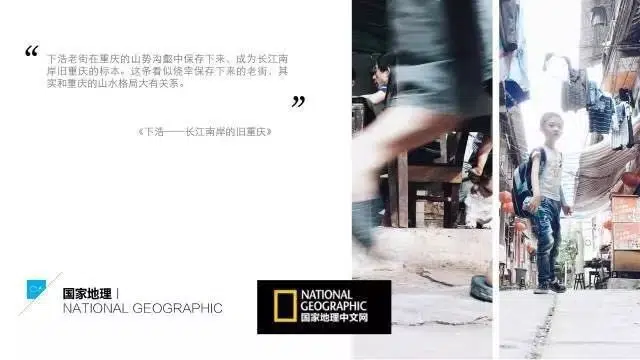 “
下浩老街在重庆的山势沟壑中保存下来、成为长江南
岸旧重庆的标本。这条看似侥幸保存下来的老街，其
实和重庆的山水格局大有关系。
”
《下浩——长江南岸的旧重庆》
国家地理丨
NATIONAL GEOGRAPHIC
NATIONAL
GEOGRAPHIC
国家地理中文网